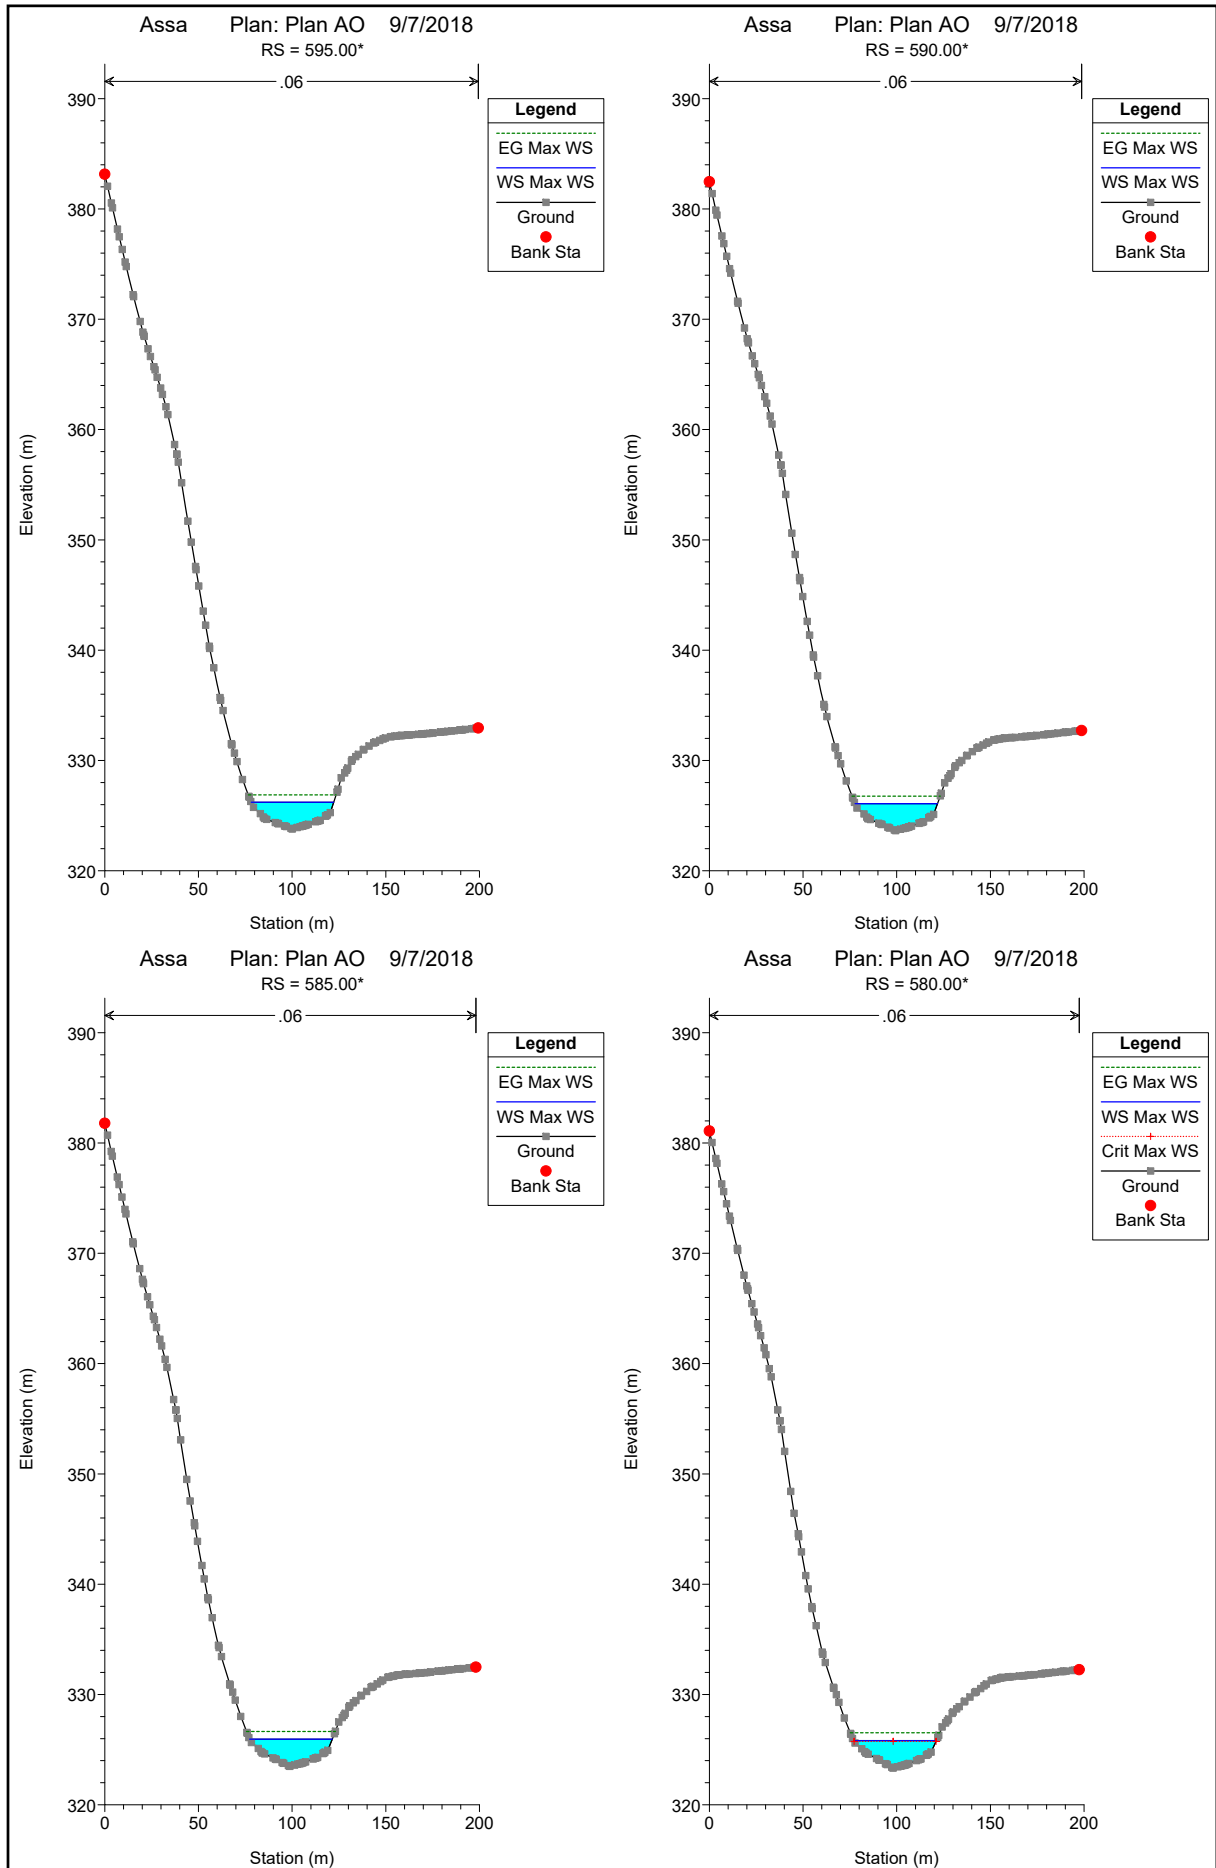 Assa Plan: Plan AO 9/7/2018
RS = 595.00*
.06
Legend
EG Max WS
WS Max WS
Ground
Bank Sta
390
380
370
360
350
340
330
320
Elevation (m)
0 50 100 150 200
Station (m)
Assa Plan: Plan AO 9/7/2018
RS = 590.00*
.06
Legend
EG Max WS
WS Max WS
Ground
Bank Sta
390
380
370
360
350
340
330
320
Elevation (m)
0 50 100 150 200
Station (m)
Assa Plan: Plan AO 9/7/2018
RS = 585.00*
.06
Legend
EG Max WS
WS Max WS
Ground
Bank Sta
390
380
370
360
350
340
330
320
Elevation (m)
0 50 100 150 200
Station (m)
Assa Plan: Plan AO 9/7/2018
RS = 580.00*
.06
Legend
EG Max WS
WS Max WS
Crit Max WS
Ground
Bank Sta
390
380
370
360
350
340
330
320
Elevation (m)
0 50 100 150 200
Station (m)